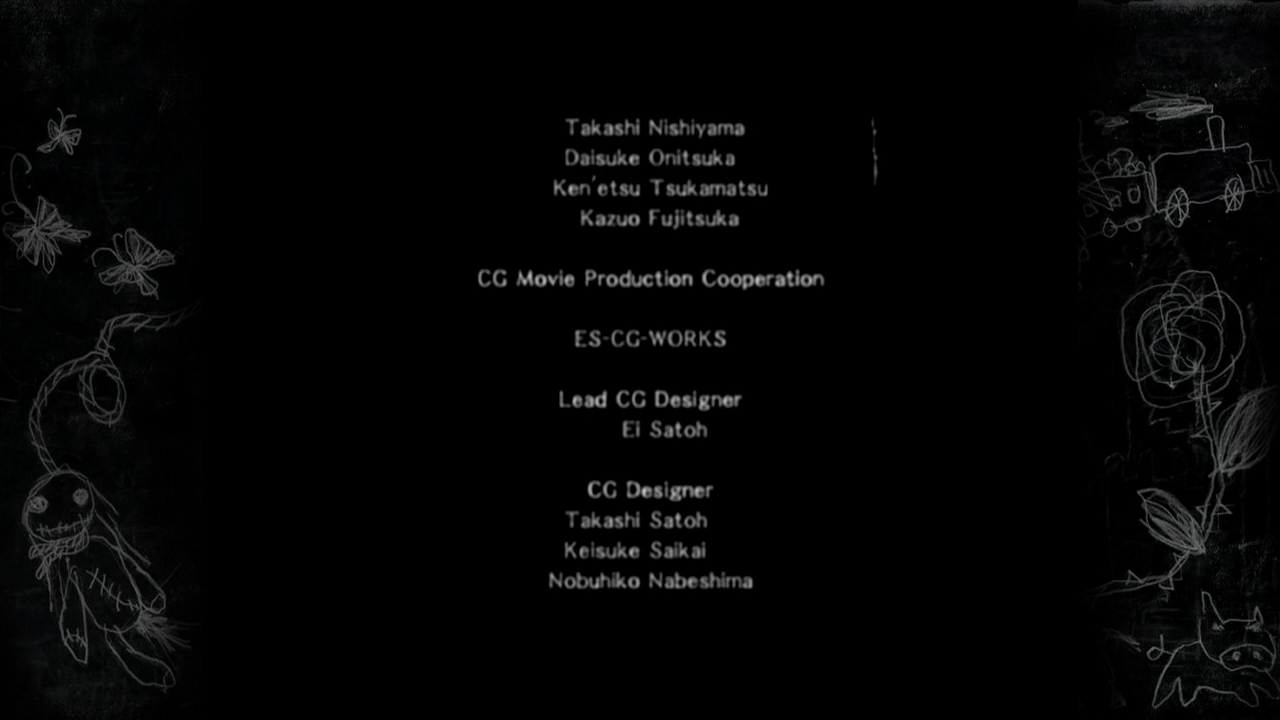 Takashi Nishiyama
Daisuke Onitsuka
Ken'etsu Tsukamatsu
Kazuo Fujitsuka
CG Movie Production Cooperation
ES-CG-WORKS
Lead CG Designer
Ei Satoh
CG Designer
Takashi Satoh
Keisuke Saikai
Nobuhiko Nabeshima